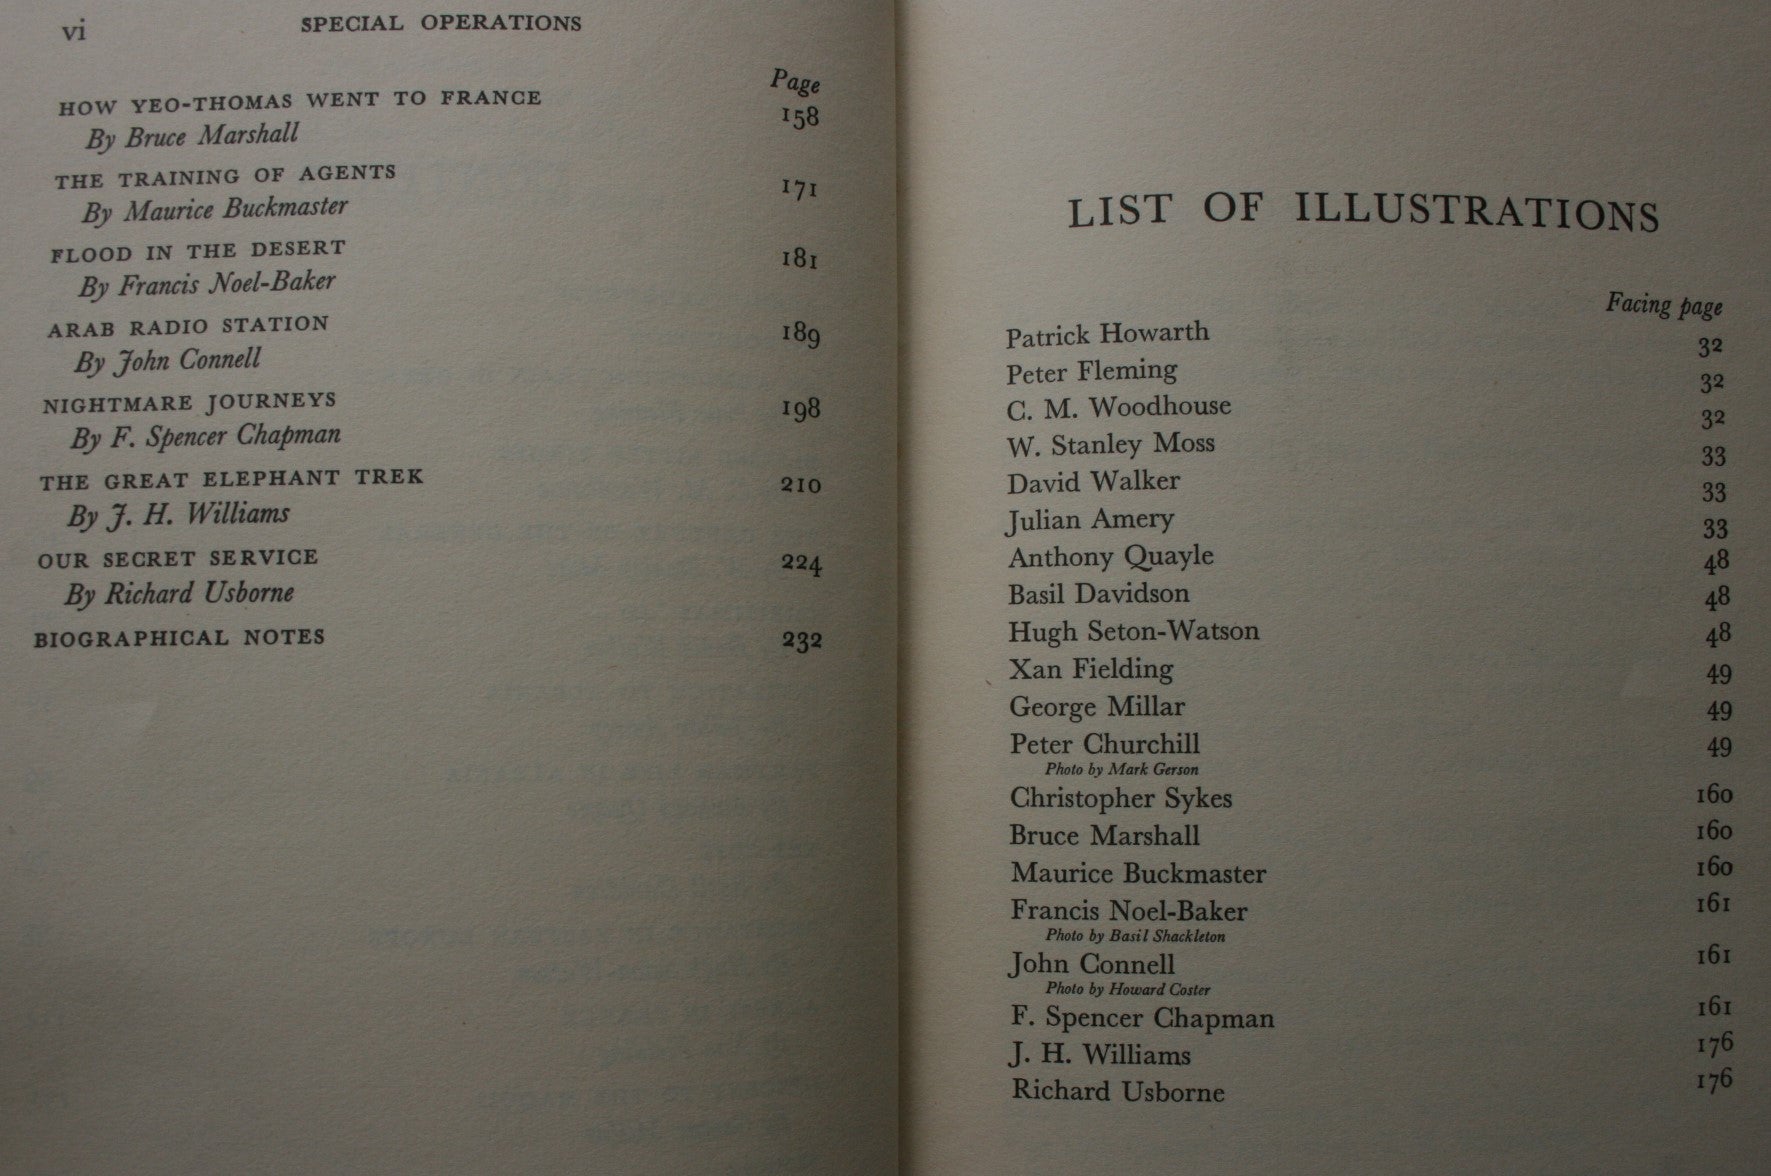 vi SPECIAL OPERATIONS
Page
HOW YEO-THOMAS WENT TO FRANCE 158
By Bruce Marshall
THE TRAINING OF AGENTS 171
By Maurice Buckmaster
FLOOD IN THE DESERT 181
By Francis Noel-Baker
ARAB RADIO STATION 189
By John Connell
NIGHTMARE JOURNEYS 198
By F. Spencer Chapman
THE GREAT ELEPHANT TREK 210
By J. H. Williams
OUR SECRET SERVICE 224
By Richard Usborne
BIOGRAPHICAL NOTES 232
LIST OF ILLUSTRATIONS
Facing page
Patrick Howarth 32
Peter Fleming 32
C. M. Woodhouse 32
W. Stanley Moss 33
David Walker 33
Julian Amery 33
Anthony Quayle 48
Basil Davidson 48
Hugh Seton-Watson 48
Xan Fielding 49
George Millar 49
Peter Churchill 49
Photo by Mark Gerson
Christopher Sykes 160
Bruce Marshall 160
Maurice Buckmaster 160
Francis Noel-Baker 161
Photo by Basil Shackleton
John Connell 161
Photo by Howard Coster
F. Spencer Chapman 161
J. H. Williams 176
Richard Usborne 176